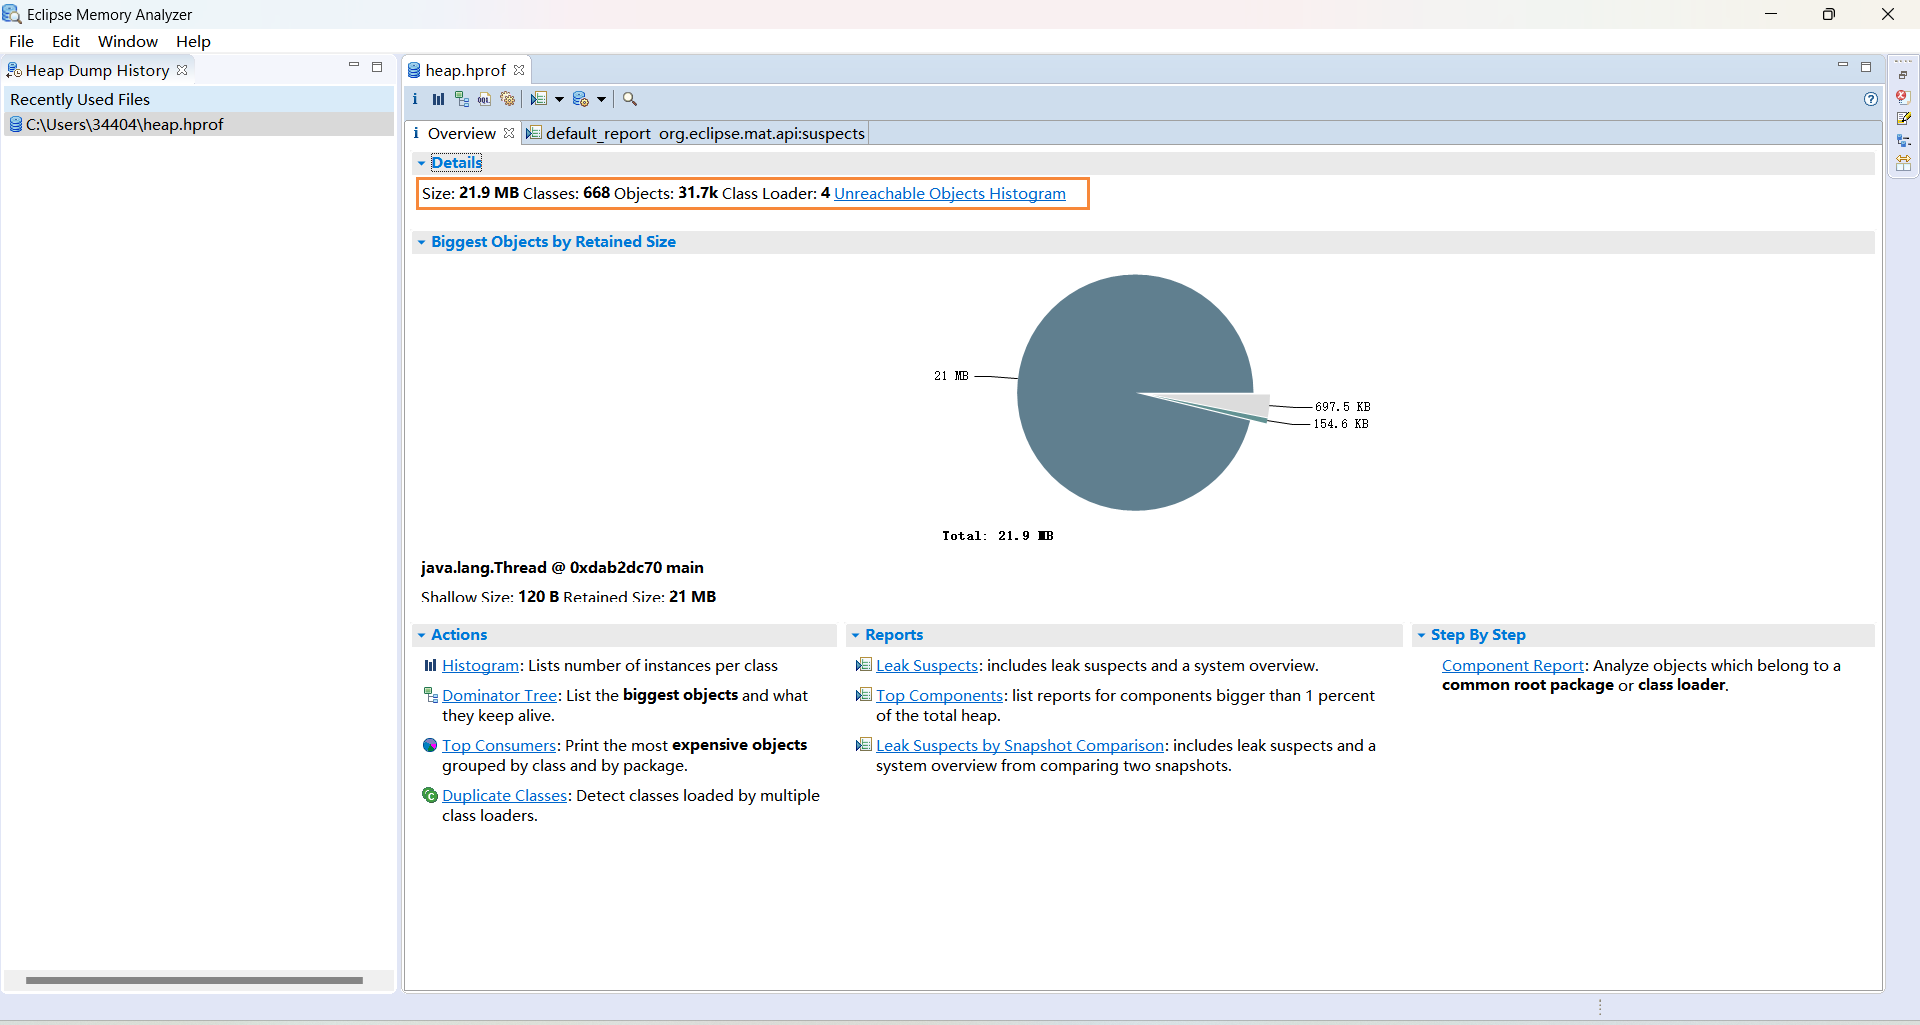 Eclipse Memory Analyzer
File Edit Window Help
Heap Dump History
Recently Used Files
C:\Users\34404\heap.hprof
heap.hprof
Overview
default_report org.eclipse.mat.api:suspects
Details
Size: 21.9 MB Classes: 668 Objects: 31.7k Class Loader: 4 Unreachable Objects Histogram
Biggest Objects by Retained Size
21 MB
697.5 KB
154.6 KB
Total: 21.9 MB
java.lang.Thread @ 0xdab2dc70 main
Shallow Size: 120 B Retained Size: 21 MB
Actions
Histogram: Lists number of instances per class
Dominator Tree: List the biggest objects and what
they keep alive.
Top Consumers: Print the most expensive objects
grouped by class and by package.
Duplicate Classes: Detect classes loaded by multiple
class loaders.
Reports
Leak Suspects: includes leak suspects and a system overview.
Top Components: list reports for components bigger than 1 percent
of the total heap.
Leak Suspects by Snapshot Comparison: includes leak suspects and a
system overview from comparing two snapshots.
Step By Step
Component Report: Analyze objects which belong to a
common root package or class loader.